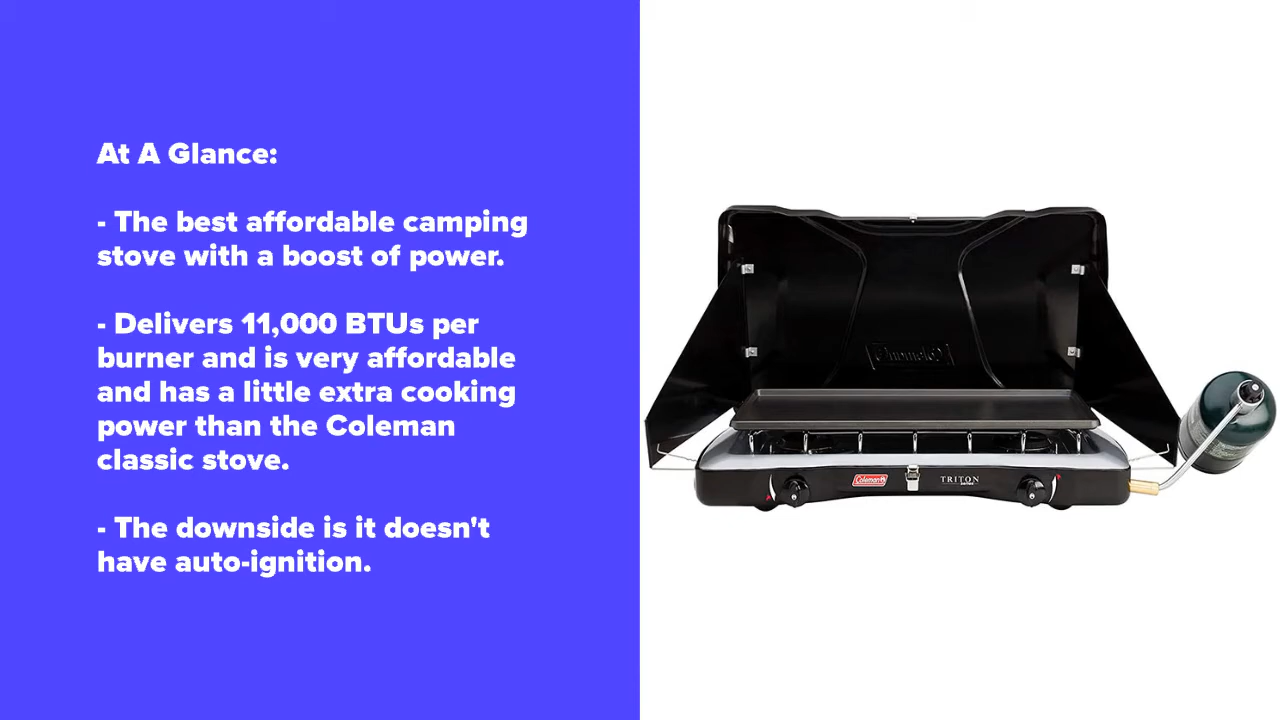 At A Glance:
- The best affordable camping
stove with a boost of power.
- Delivers 11,000 BTUs per
burner and is very affordable
and has a little extra cooking
power than the Coleman
classic stove.
- The downside is it doesn't
have auto-ignition.
Coleman
Coleman
TRITON